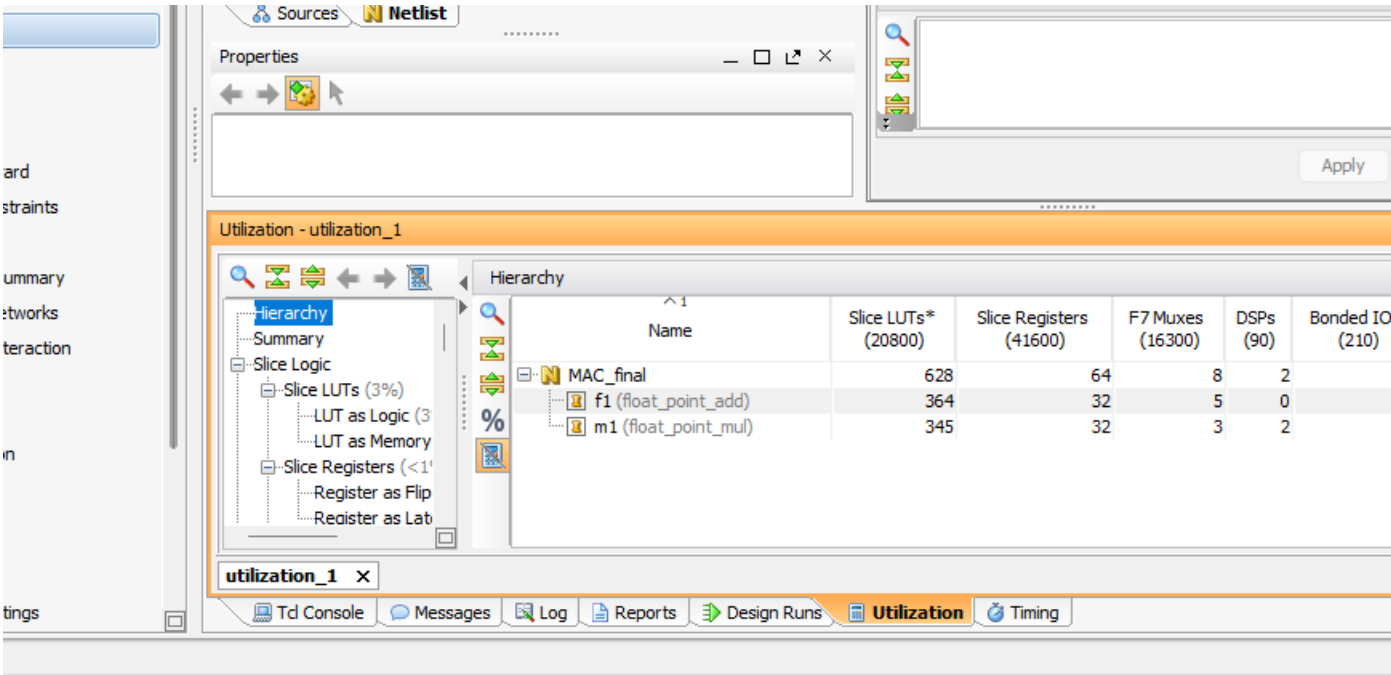 Sources Netlist
Properties
ard
straints
Apply
Utilization - utilization_1
ummary
etworks
teraction
Hierarchy
Hierarchy
Summary
Slice Logic
Slice LUTs (3%)
LUT as Logic (3
LUT as Memory
Slice Registers (<1
Register as Flip
Register as Lat
%
1
Name Slice LUTs* (20800) Slice Registers (41600) F7 Muxes (16300) DSPs (90) Bonded IO (210)
MAC_final 628 64 8 2
f1 (float_point_add) 364 32 5 0
m1 (float_point_mul) 345 32 3 2
on
utilization_1
tings
Tcl Console Messages Log Reports Design Runs Utilization Timing